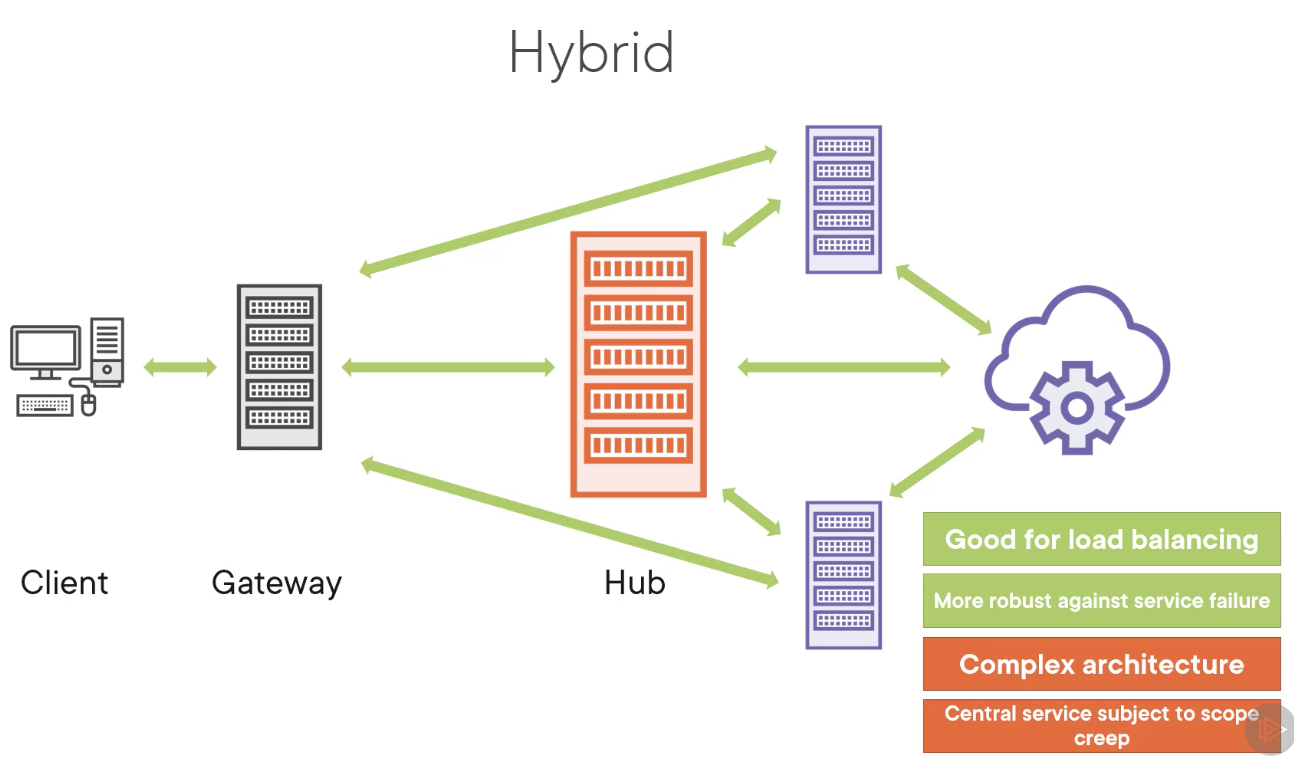 Hybrid
Client
Gateway
Hub
Good for load balancing
More robust against service failure
Complex architecture
Central service subject to scope
creep